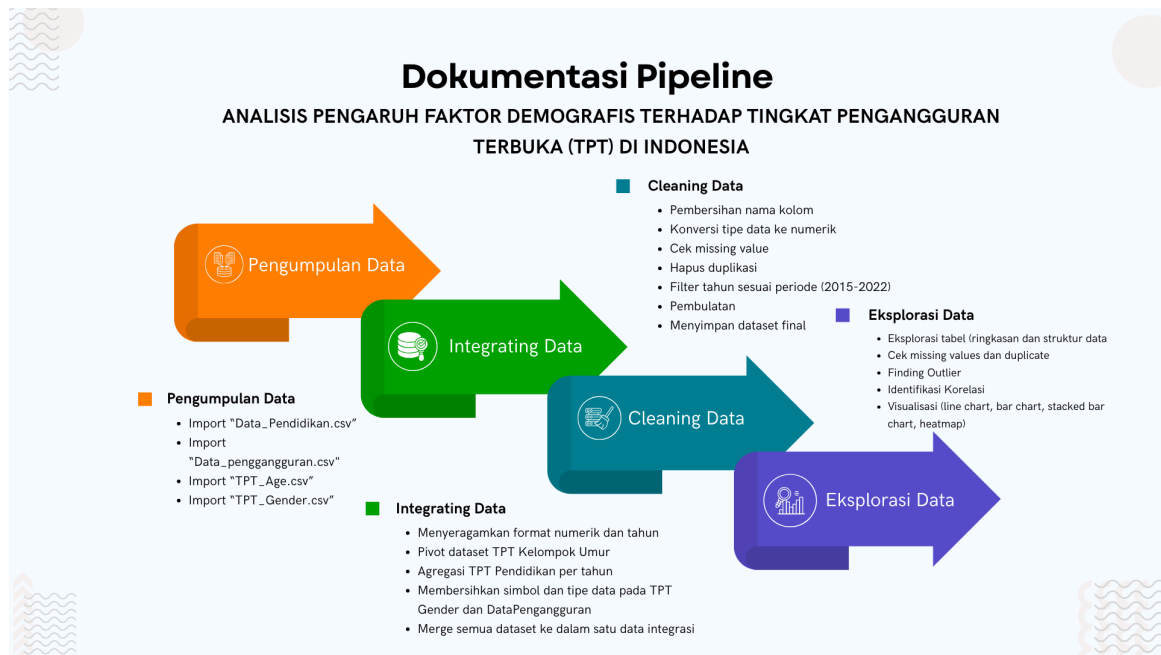 Dokumentasi Pipeline
ANALISIS PENGARUH FAKTOR DEMOGRAFIS TERHADAP TINGKAT PENGANGGURAN
TERBUKA (TPT) DI INDONESIA
Pengumpulan Data
Integrating Data
Cleaning Data
Eksplorasi Data
Pengumpulan Data
• Import “Data_Pendidikan.csv”
• Import
“Data_penggangguran.csv"
• Import “TPT_Age.csv”
• Import “TPT_Gender.csv”
Integrating Data
• Menyeragamkan format numerik dan tahun
• Pivot dataset TPT Kelompok Umur
• Agregasi TPT Pendidikan per tahun
• Membersihkan simbol dan tipe data pada TPT
Gender dan DataPengangguran
• Merge semua dataset ke dalam satu data integrasi
Cleaning Data
• Pembersihan nama kolom
• Konversi tipe data ke numerik
• Cek missing value
• Hapus duplikasi
• Filter tahun sesuai periode (2015-2022)
• Pembulatan
• Menyimpan dataset final
Eksplorasi Data
• Eksplorasi tabel (ringkasan dan struktur data
• Cek missing values dan duplicate
• Finding Outlier
• Identifikasi Korelasi
• Visualisasi (line chart, bar chart, stacked bar
chart, heatmap)